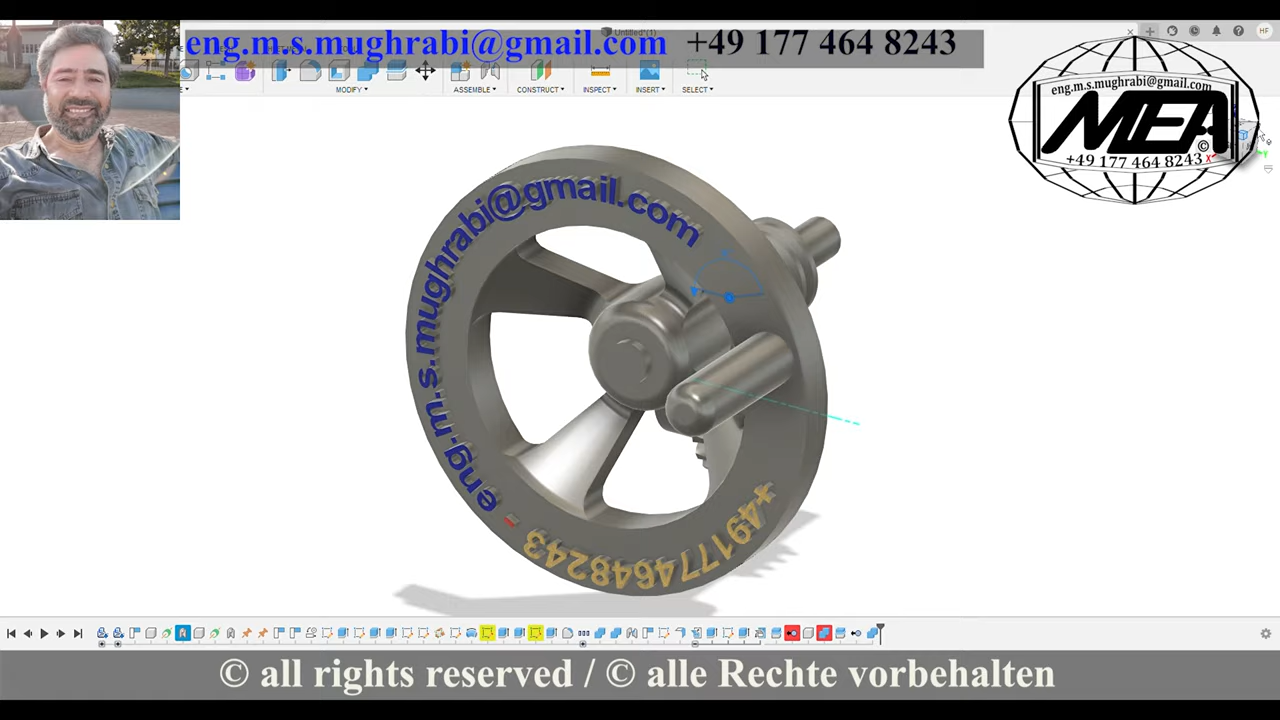 eng.m.s.mughrabi@gmail.com +49 177 464 8243
HF
MODIFY ASSEMBLE CONSTRUCT INSPECT INSERT SELECT
eng.m.s.mughrabi@gmail.com
MEA
©
+49 177 464 8243
X
Y
eng.m.s.mughrabi@gmail.com
-
+491774648243
© all rights reserved / © alle Rechte vorbehalten